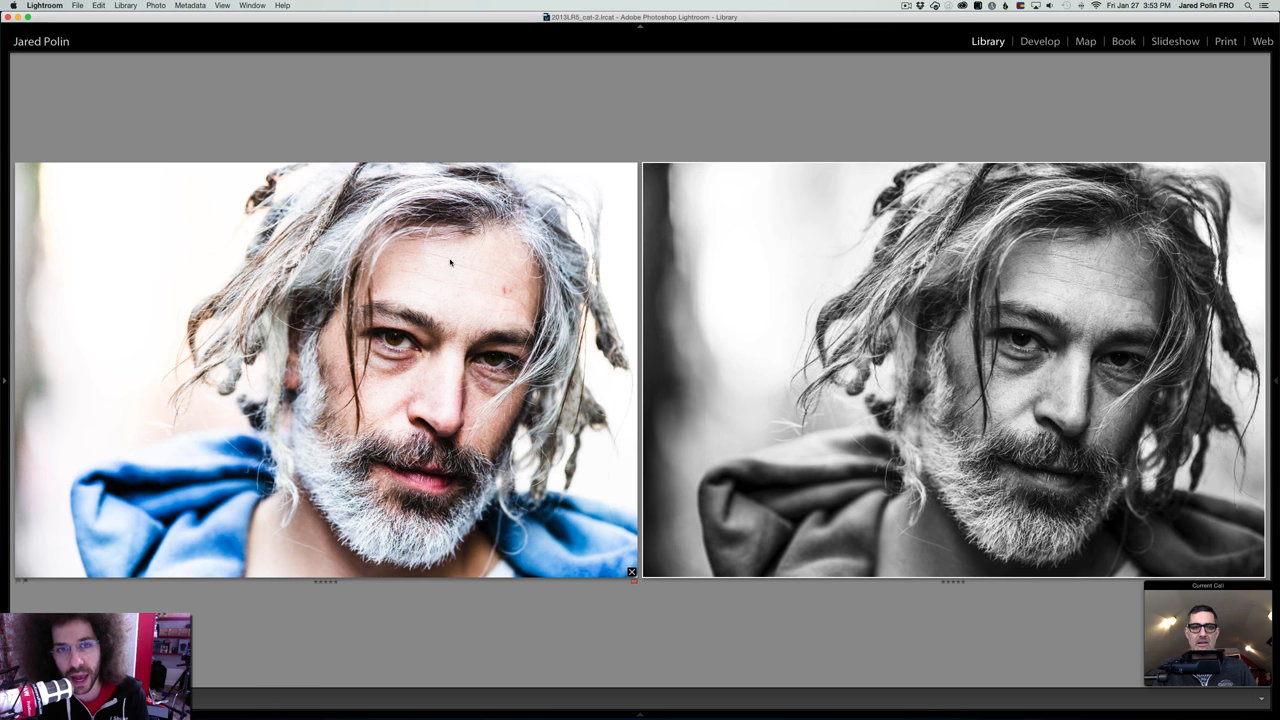 Lightroom File Edit Library Photo Metadata View Window Help Fri Jan 27 3:53 PM Jared Polin FRO
2013LR5_cat-2.lrcat - Adobe Photoshop Lightroom - Library
Jared Polin Library | Develop | Map | Book | Slideshow | Print | Web
Current Call